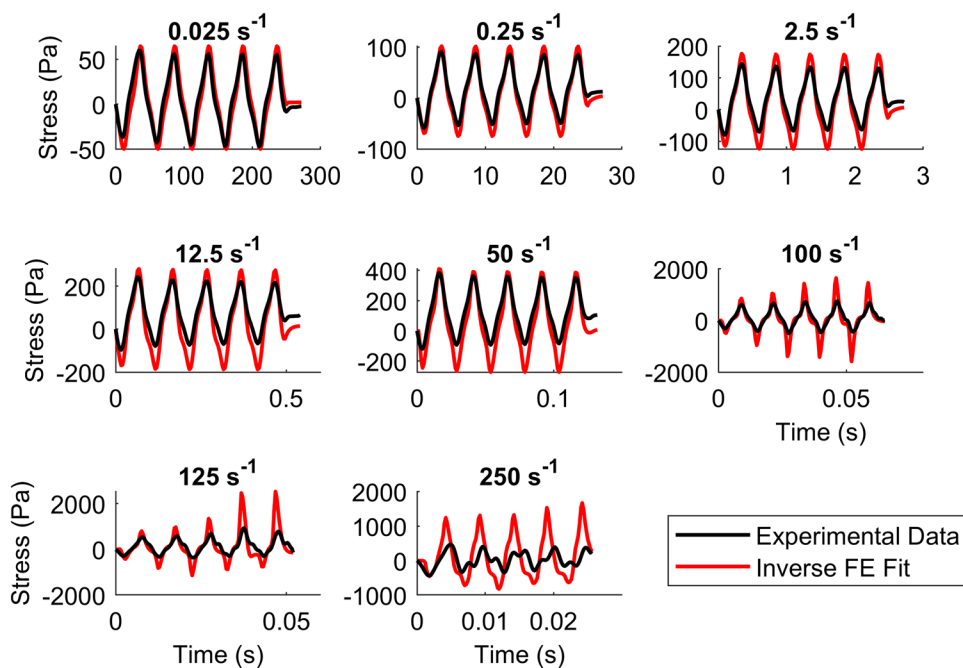 0.025 s-1
0.25 s-1
2.5 s-1
Stress (Pa)
50
0
-50
0 100 200 300
100
0
-100
0 10 20 30
200
100
0
-100
0 1 2 3
12.5 s-1
50 s-1
100 s-1
Stress (Pa)
200
0
-200
0 0.5
400
200
0
-200
0 0.1
2000
0
-2000
0 0.05
Time (s)
125 s-1
250 s-1
Stress (Pa)
2000
0
-2000
0 0.05
Time (s)
2000
1000
0
-1000
0 0.01 0.02
Time (s)
Experimental Data
Inverse FE Fit